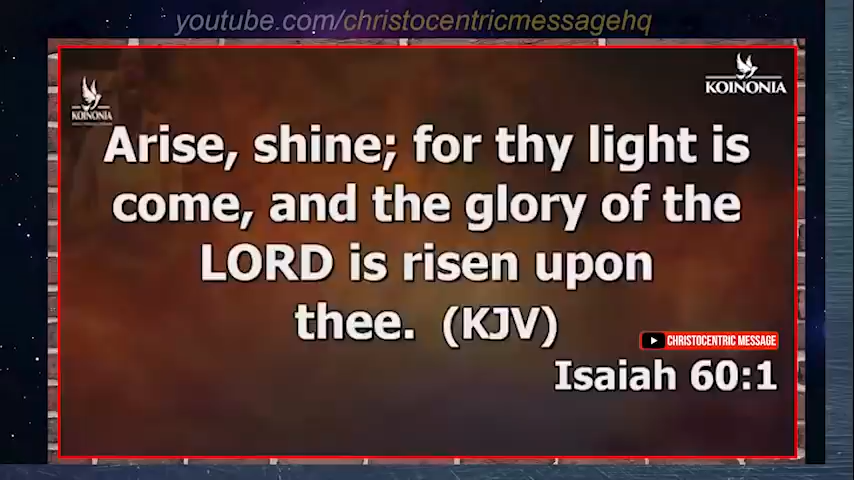 youtube.com/christocentricmessagehq
KOINONIA
KOINONIA
Arise, shine; for thy light is
come, and the glory of the
LORD is risen upon
thee. (KJV)
CHRISTOCENTRIC MESSAGE
Isaiah 60:1